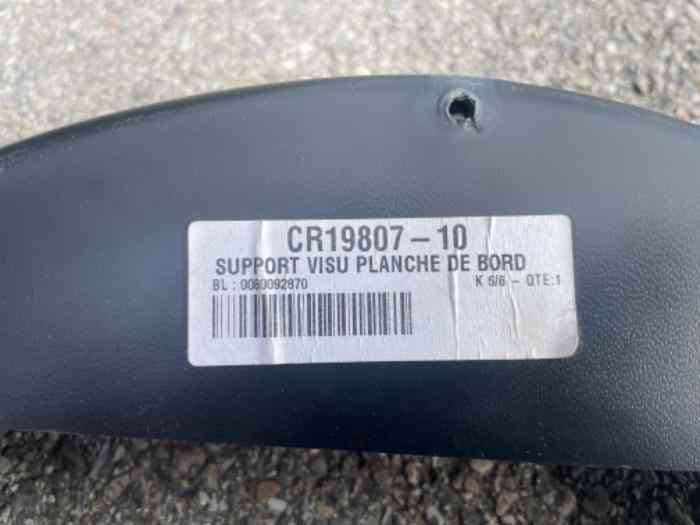 CR19807-10
SUPPORT VISU PLANCHE DE BORD
BL : 0080092870 K 6/6 - QTE:1